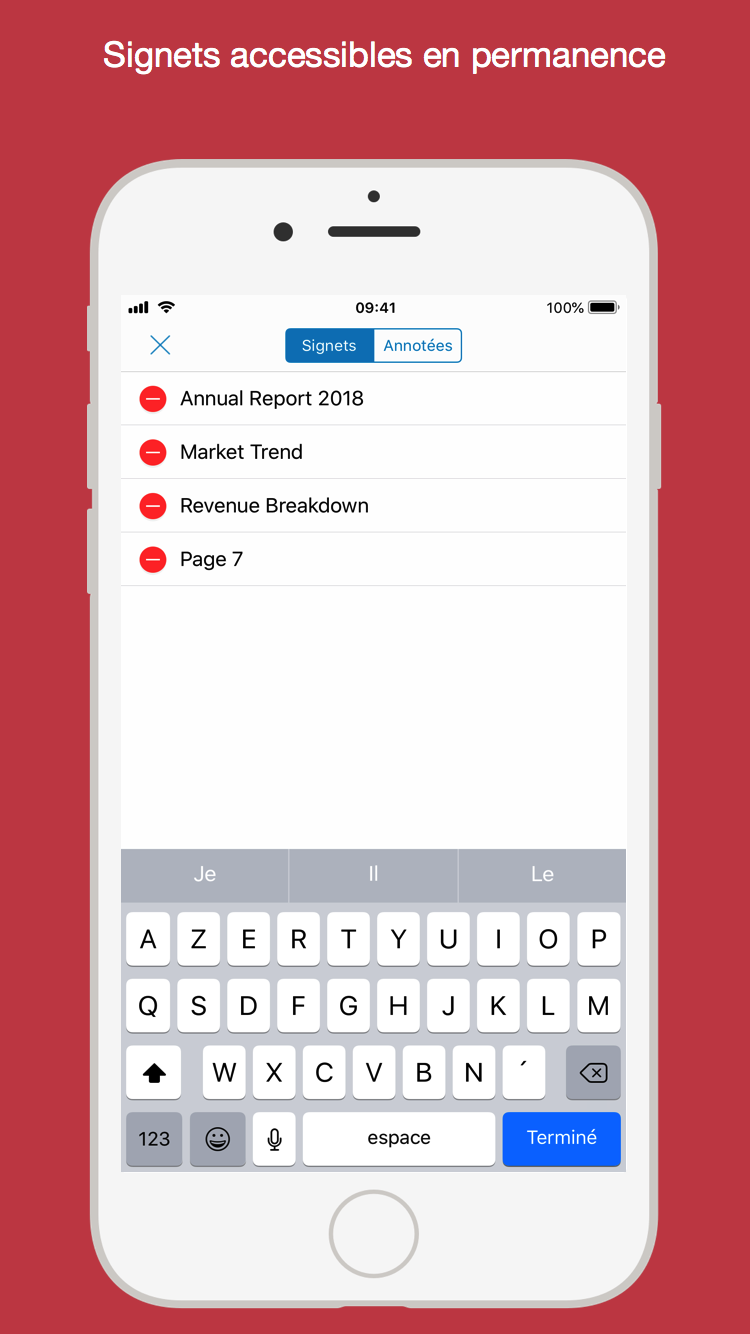 Signets accessibles en permanence
09:41
100%
Signets Annotées
Annual Report 2018
Market Trend
Revenue Breakdown
Page 7
Je Il Le
A Z E R T Y U I O P
Q S D F G H J K L M
W X C V B N ´
123 espace Terminé